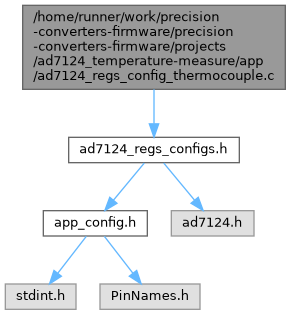 /home/runner/work/precision
-converters-firmware/precision
-converters-firmware/projects
/ad7124_temperature-measure/app
/ad7124_regs_config_thermocouple.c
ad7124_regs_configs.h
app_config.h
ad7124.h
stdint.h
PinNames.h